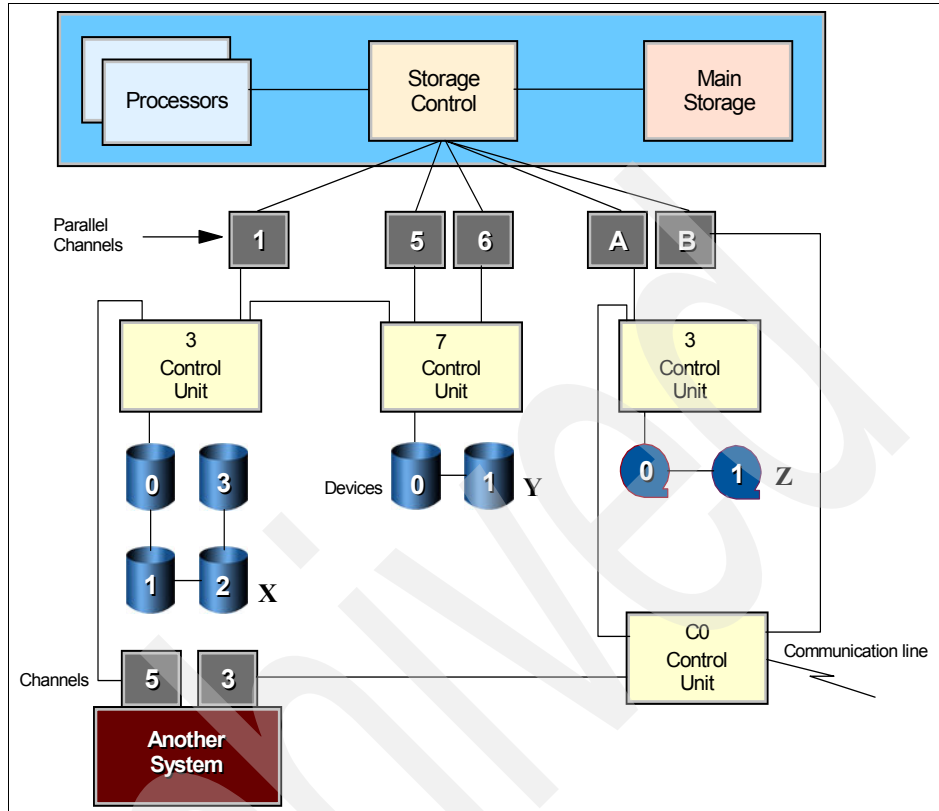 Processors
Storage
Control
Main
Storage
Parallel
Channels
1
5
6
A
B
3
Control
Unit
7
Control
Unit
3
Control
Unit
0
3
Devices
0
1
Y
0
1
Z
1
2
X
C0
Control
Unit
Communication line
Channels
5
3
Another
System